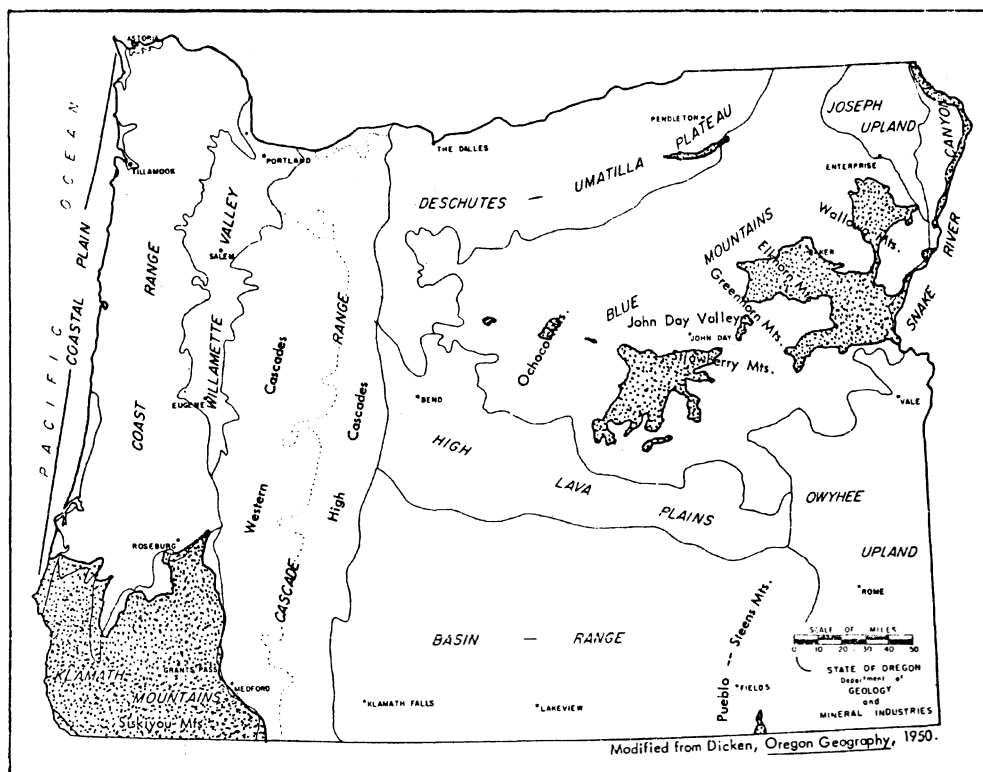 ASTORIA
PACIFIC OCEAN
COASTAL PLAIN
TILLAMOOK
PORTLAND
THE DALLES
PENDLETON
JOSEPH
UPLAND
ENTERPRISE
SNAKE RIVER
CANYON
DESCHUTES — UMATILLA PLATEAU
COAST RANGE
WILLAMETTE VALLEY
SALEM
EUGENE
Western Cascades
High Cascades
CASCADE RANGE
BLUE MOUNTAINS
Wallowa Mts.
BAKER
Elkhorn Mts.
Greenhorn Mts.
John Day Valley
JOHN DAY
Ochoco Mts.
Mts.
BEND
VALE
HIGH
LAVA
PLAINS
OWYHEE
UPLAND
ROSEBURG
ROME
BASIN — RANGE
Pueblo — Steens Mts.
KLAMATH
GRANTS PASS
MOUNTAINS
MEDFORD
Siskiyou Mts.
KLAMATH FALLS
LAKEVIEW
FIELDS
SCALE OF MILES
0 10 20 30 40 50
STATE OF OREGON
Department of
GEOLOGY
and
MINERAL INDUSTRIES
Modified from Dicken, Oregon Geography, 1950.